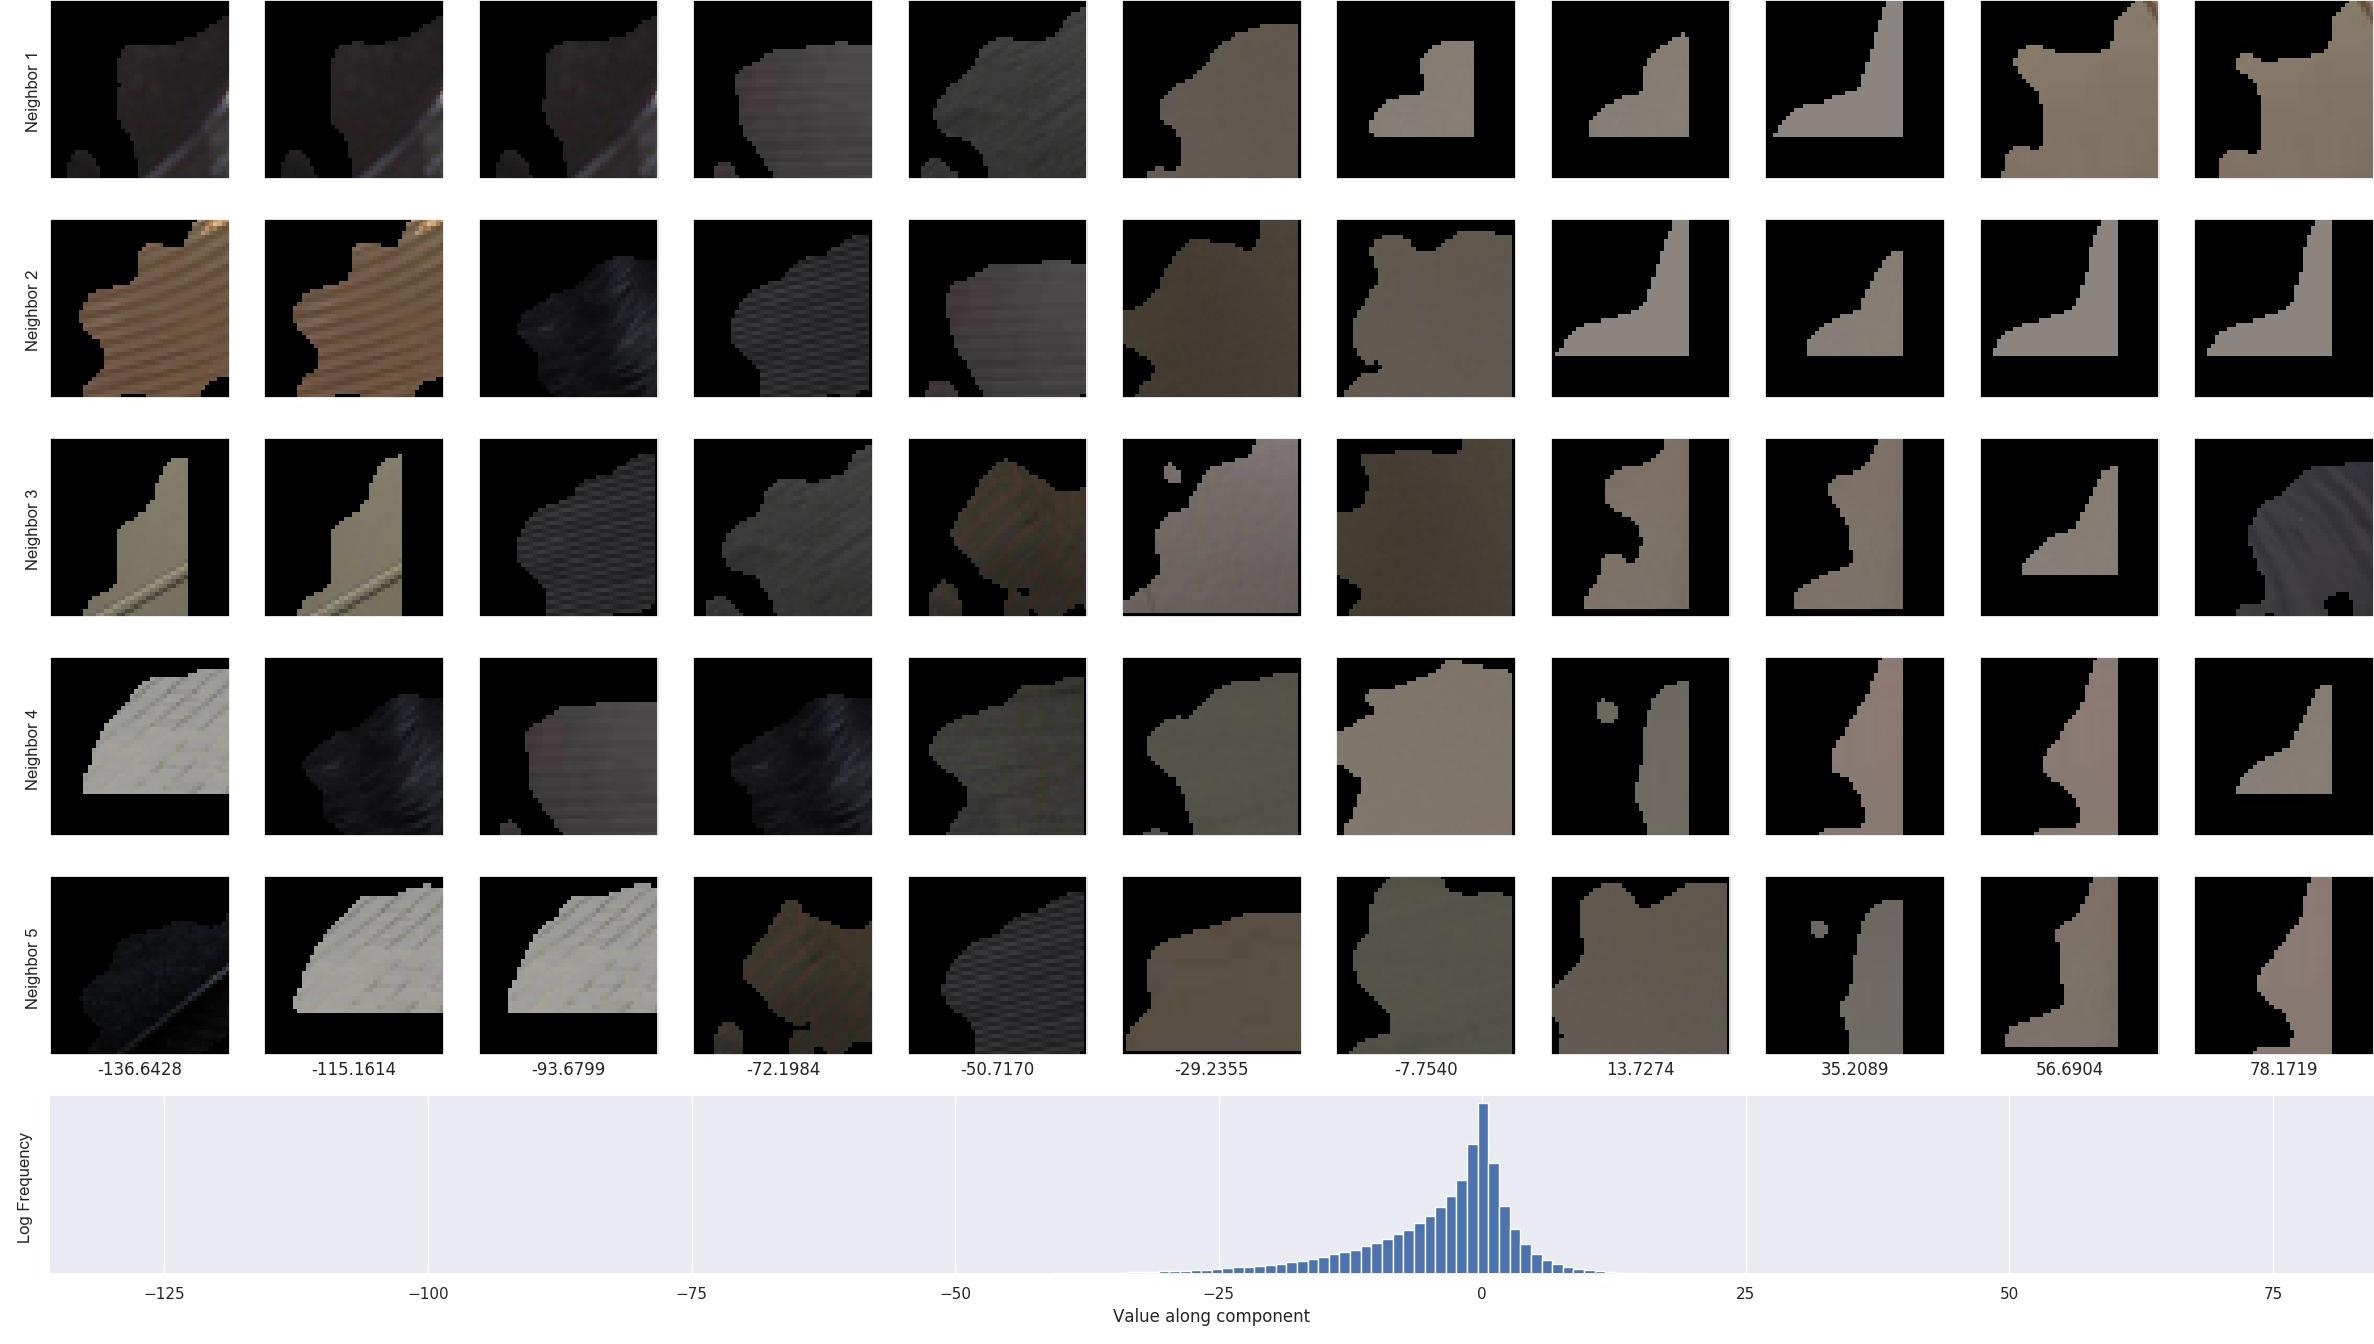 Neighbor 1
Neighbor 2
Neighbor 3
Neighbor 4
Neighbor 5
-136.6428 -115.1614 -93.6799 -72.1984 -50.7170 -29.2355 -7.7540 13.7274 35.2089 56.6904 78.1719
Log Frequency
−125 −100 −75 −50 −25 0 25 50 75
Value along component